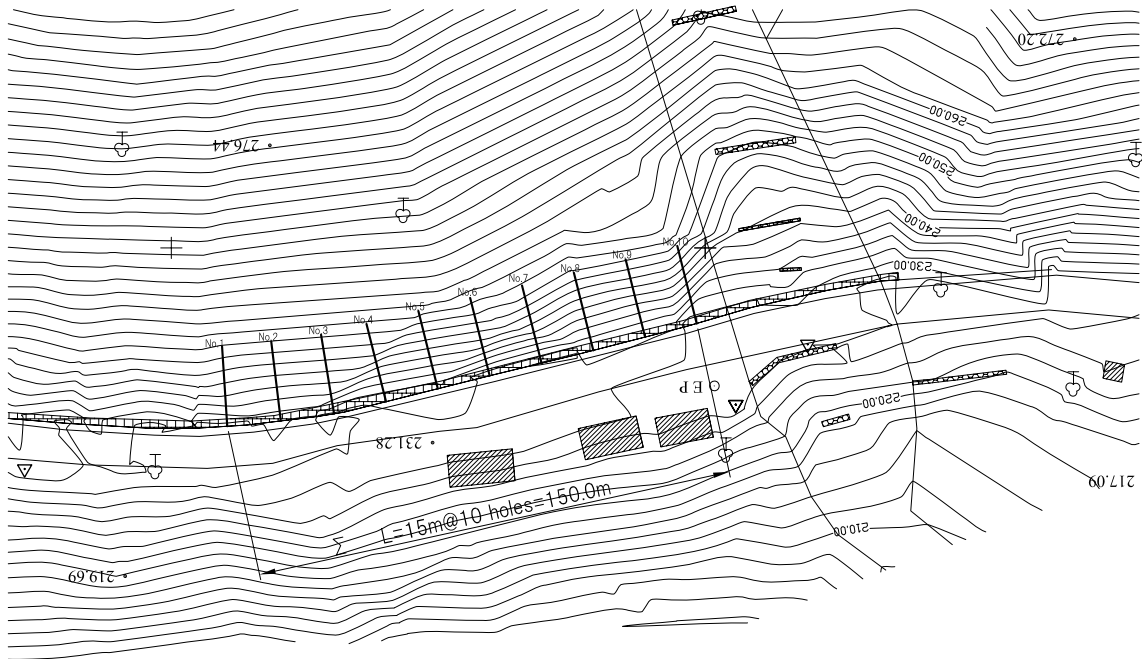 272.20
260.00
276.44
250.00
240.00
No.10
No.9
230.00
No.8
No.7
No.6
No.5
No.4
No.3
No.2
No.1
OEP
220.00
231.28
217.09
L=15m@10 holes=150.0m
210.00
219.69